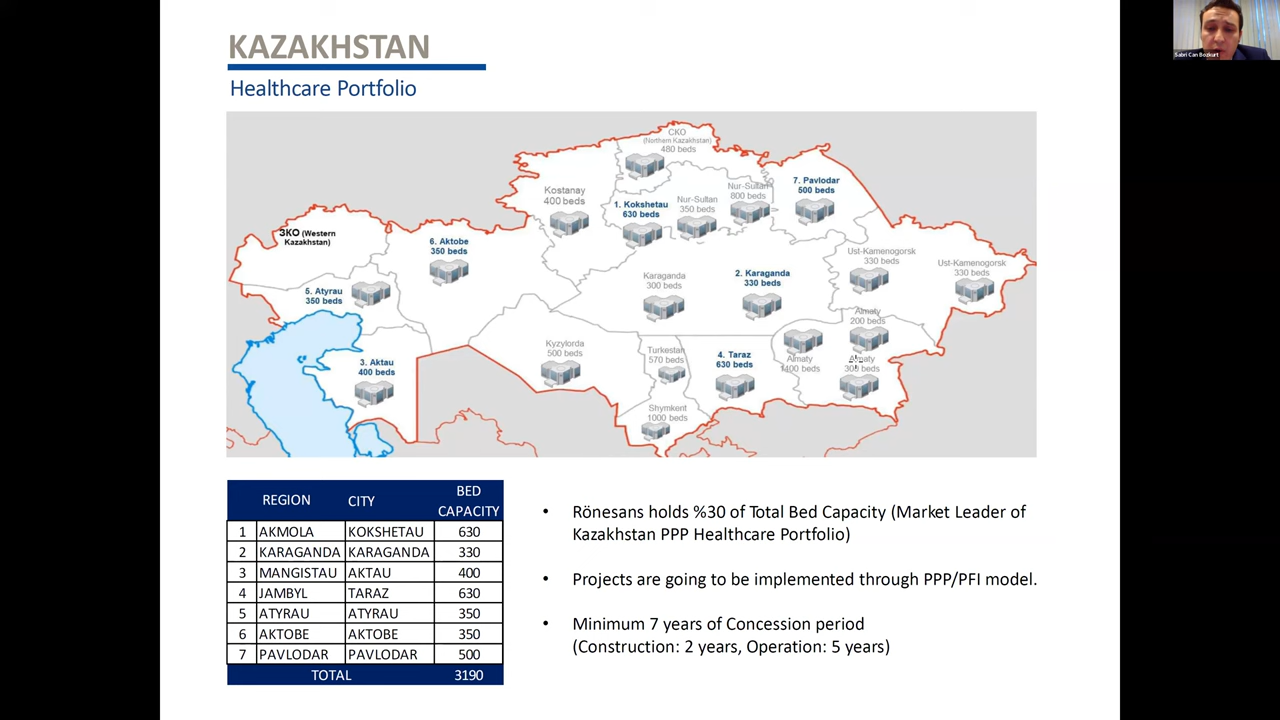 KAZAKHSTAN
Healthcare Portfolio
Sabri Can Bozkurt
CKO
(Northern Kazakhstan)
480 beds
Kostanay
400 beds
1. Kokshetau
630 beds
Nur-Sultan
350 beds
Nur-Sultan
800 beds
7. Pavlodar
500 beds
ЗКО (Western
Kazakhstan)
6. Aktobe
350 beds
5. Atyrau
350 beds
Karaganda
300 beds
2. Karaganda
330 beds
Ust-Kamenogorsk
330 beds
Ust-Kamenogorsk
330 beds
3. Aktau
400 beds
Kyzylorda
500 beds
Turkestan
570 beds
4. Taraz
630 beds
Almaty
1400 beds
Almaty
200 beds
Almaty
300 beds
Shymkent
1000 beds
REGION CITY BED CAPACITY
1 AKMOLA KOKSHETAU 630
2 KARAGANDA KARAGANDA 330
3 MANGISTAU AKTAU 400
4 JAMBYL TARAZ 630
5 ATYRAU ATYRAU 350
6 AKTOBE AKTOBE 350
7 PAVLODAR PAVLODAR 500
TOTAL 3190
• Rönesans holds %30 of Total Bed Capacity (Market Leader of
Kazakhstan PPP Healthcare Portfolio)
• Projects are going to be implemented through PPP/PFI model.
• Minimum 7 years of Concession period
(Construction: 2 years, Operation: 5 years)